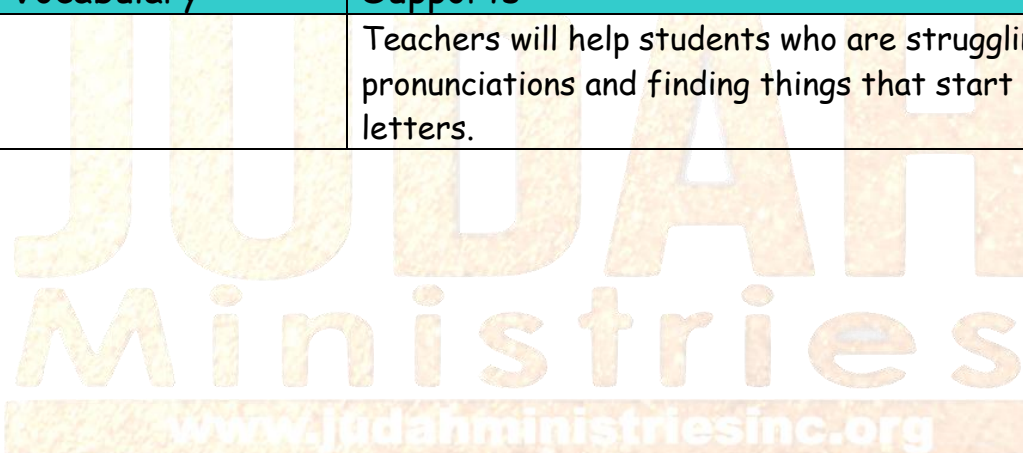 Vocabulary Supports
Teachers will help students who are
pronunciations and finding things that start
letters.
JUDAH
Ministries
www.judahministriesinc.org